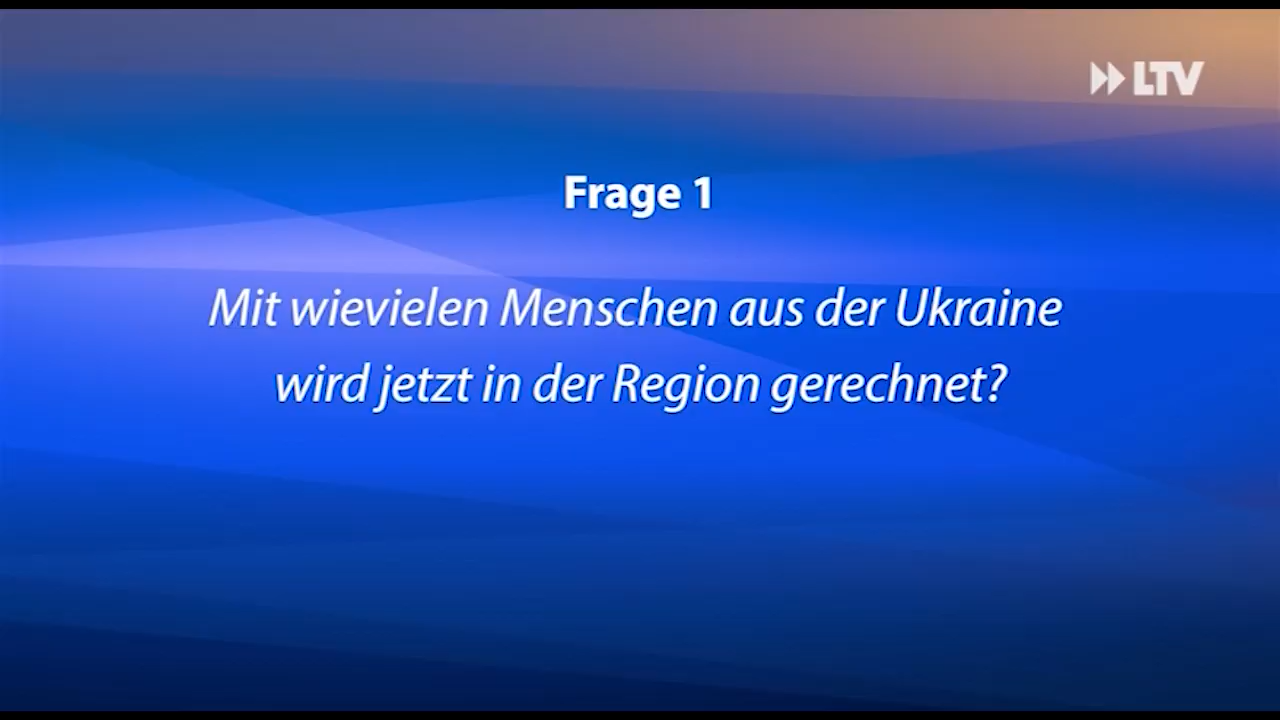 LTV
Frage 1
Mit wievielen Menschen aus der Ukraine
wird jetzt in der Region gerechnet?